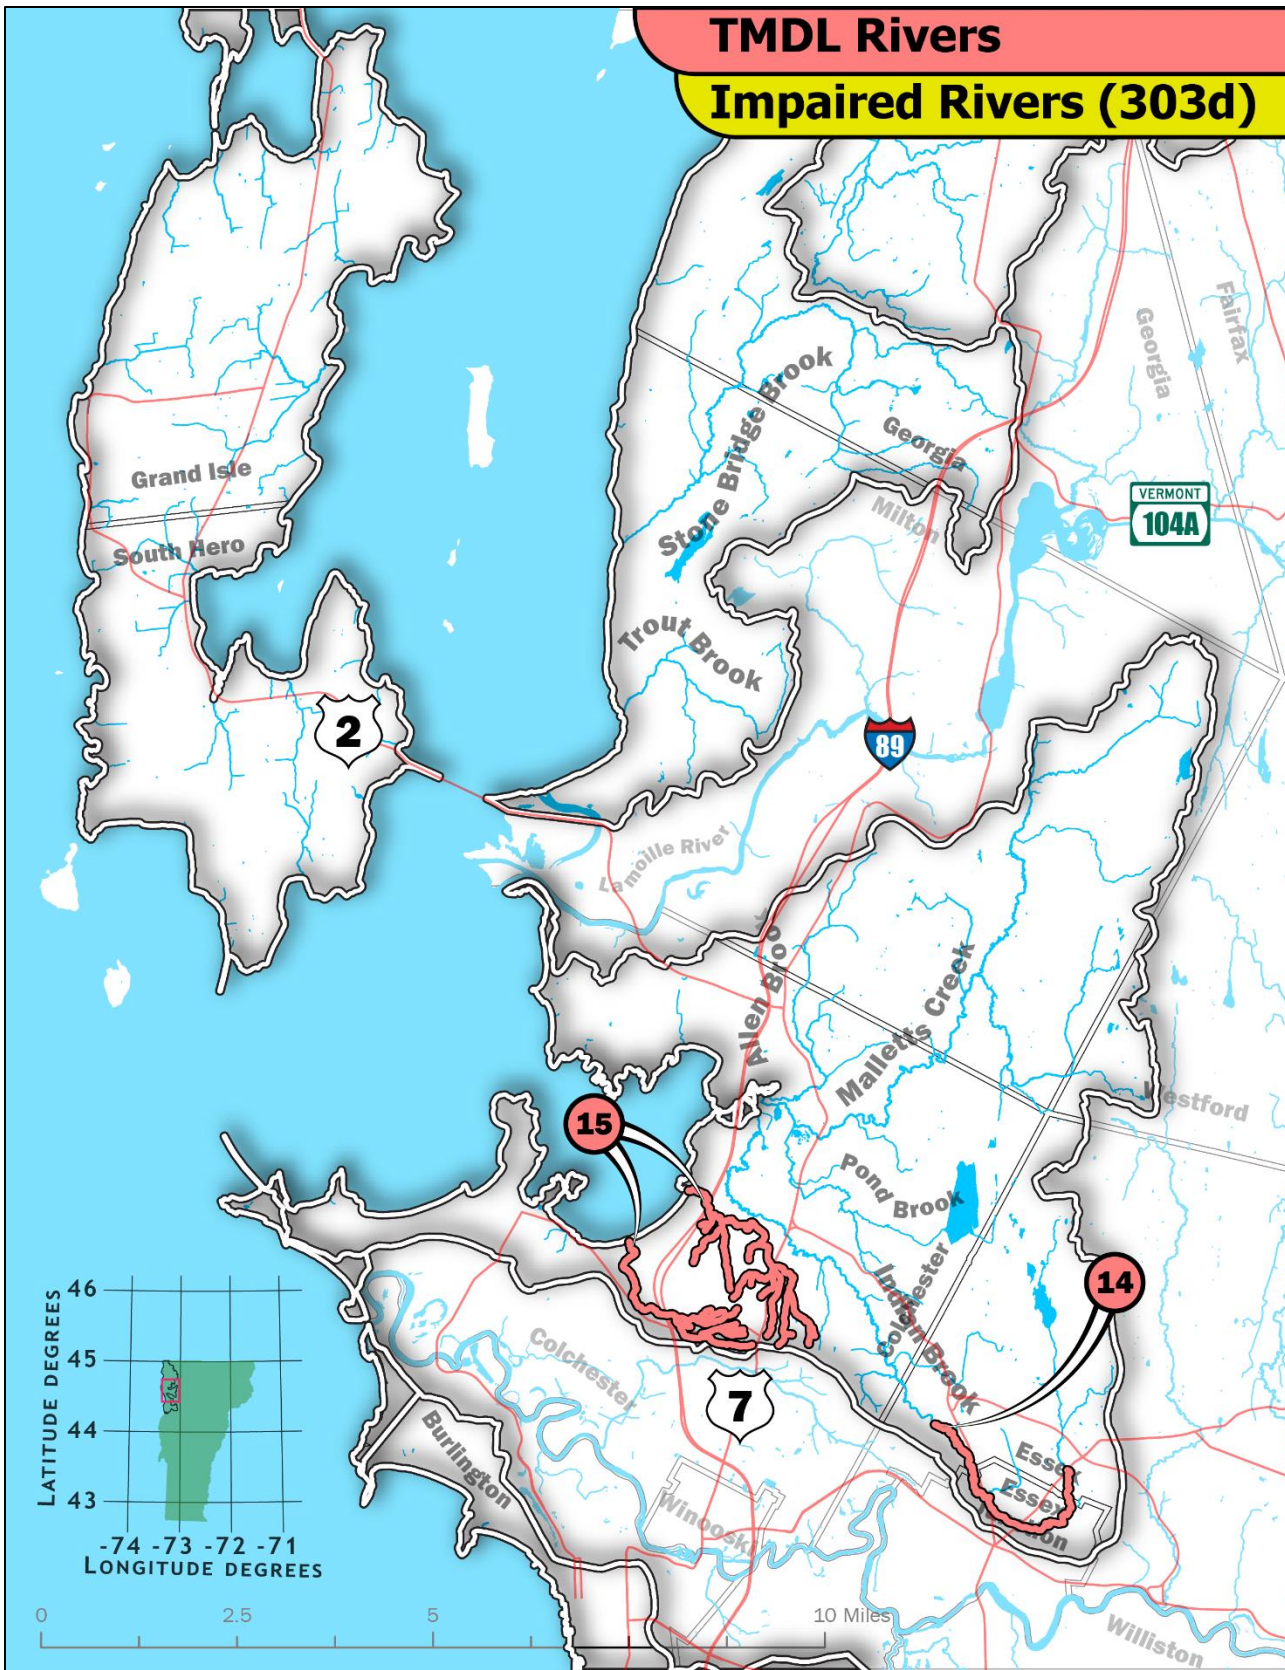 TMDL Rivers
Impaired Rivers (303d)
Fairfax
Georgia
Stone Bridge Brook
Georgia
Grand Isle
VERMONT
104A
Milton
South Hero
Trout Brook
2
89
Lamoille River
Allen Brook
Malletts Creek
Westford
15
Pond Brook
Colchester
Indian Brook
14
46
45
44
43
LATITUDE DEGREES
-74 -73 -72 -71
LONGITUDE DEGREES
Colchester
7
Burlington
Essex
Essex
Junction
Winooski
0 2.5 5 10 Miles
Williston